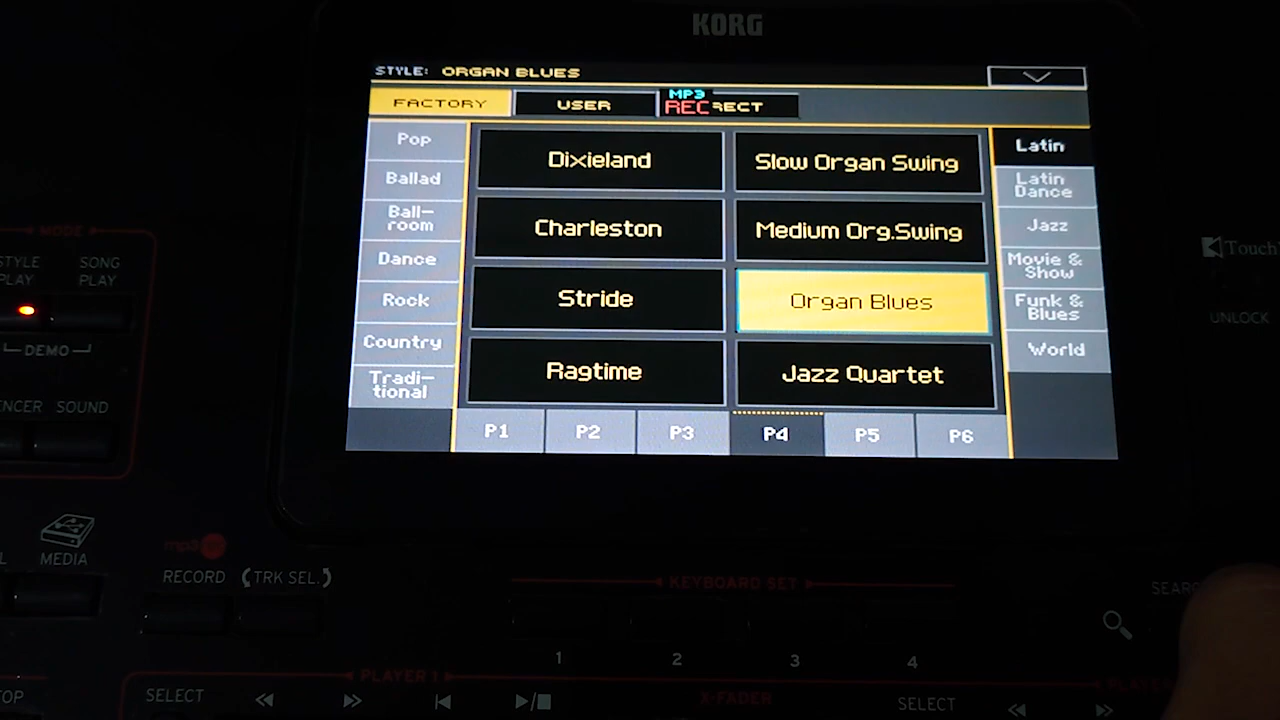 KORG
STYLE: ORGAN BLUES
FACTORY
USER
MP3
REC RECT
Pop
Ballad
Ball-
room
Dance
Rock
Country
Tradi-
tional
Dixieland
Slow Organ Swing
Charleston
Medium Org.Swing
Stride
Organ Blues
Ragtime
Jazz Quartet
Latin
Latin
Dance
Jazz
Movie &
Show
Funk &
Blues
World
P1
P2
P3
P4
P5
P6
MODE
STYLE
PLAY
SONG
PLAY
DEMO
SOUND
Touch
UNLOCK
MEDIA
mp3
RECORD
(TRK SEL.)
KEYBOARD SET
1
2
3
4
PLAYER 1
SELECT
X-FADER
SELECT